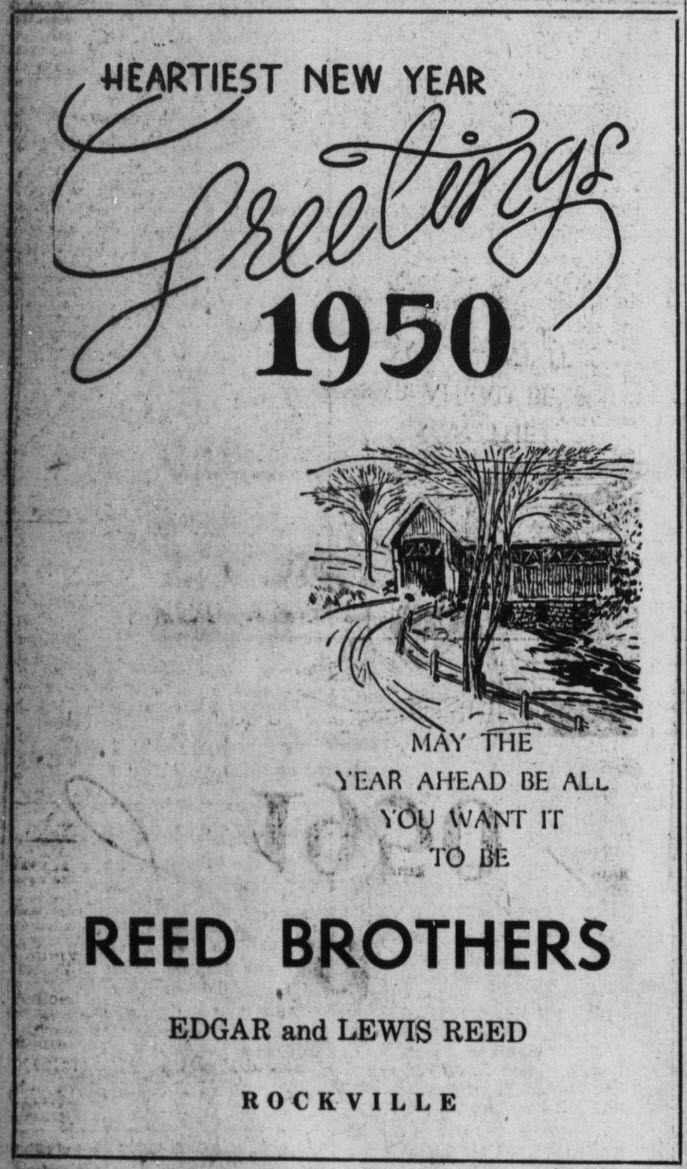 HEARTIEST NEW YEAR
Greetings
1950
MAY THE
YEAR AHEAD BE ALL
YOU WANT IT
TO BE
REED BROTHERS
EDGAR and LEWIS REED
ROCKVILLE